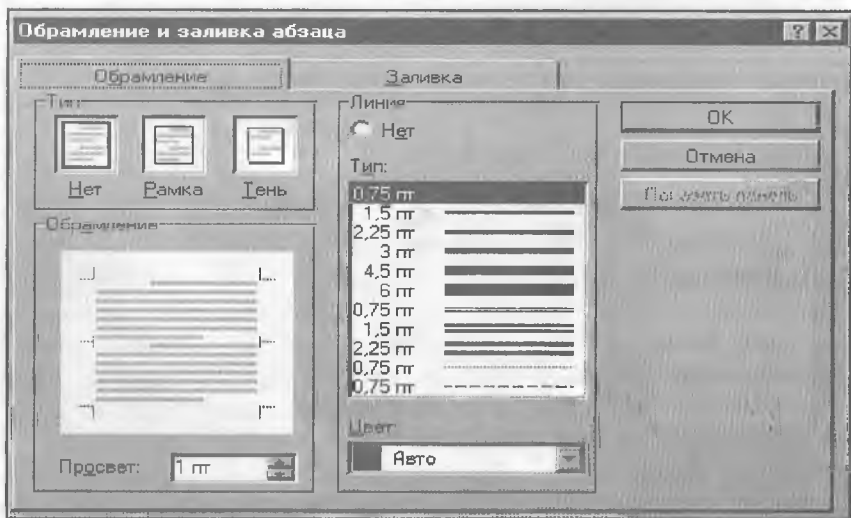 Обрамление и заливка абзаца
Обрамление
Заливка
Тип:
Нет
Рамка
Тень
Обрамление
Просвет:
1 пт
Линия
Нет
Тип:
0,75 пт
1,5 пт
2,25 пт
3 пт
4,5 пт
6 пт
0,75 пт
1,5 пт
2,25 пт
0,75 пт
0,75 пт
Цвет:
Авто
OK
Отмена
Показать панель